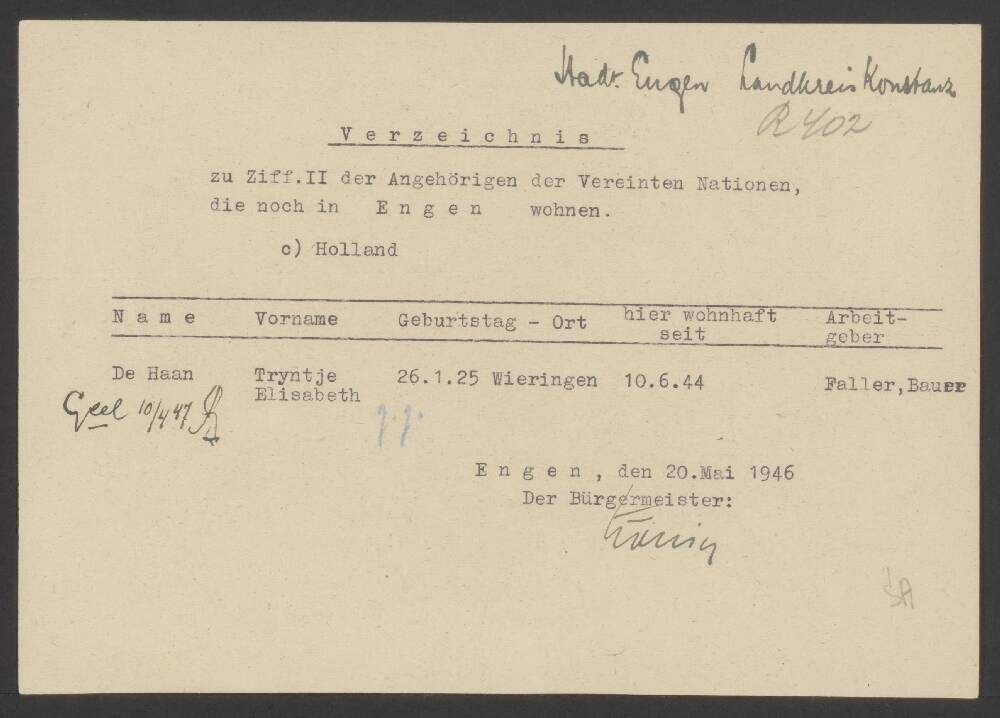 Stadt Engen Landkreis Konstanz
R 402
Verzeichnis
zu Ziff.II der Angehörigen der Vereinten Nationen,
die noch in Engen wohnen.
c) Holland
Name Vorname Geburtstag - Ort hier wohnhaft seit Arbeit-geber
De Haan Tryntje Elisabeth 26.1.25 Wieringen 10.6.44 Faller,Bauer
Geel 10/4 47
Engen, den 20.Mai 1946
Der Bürgermeister: